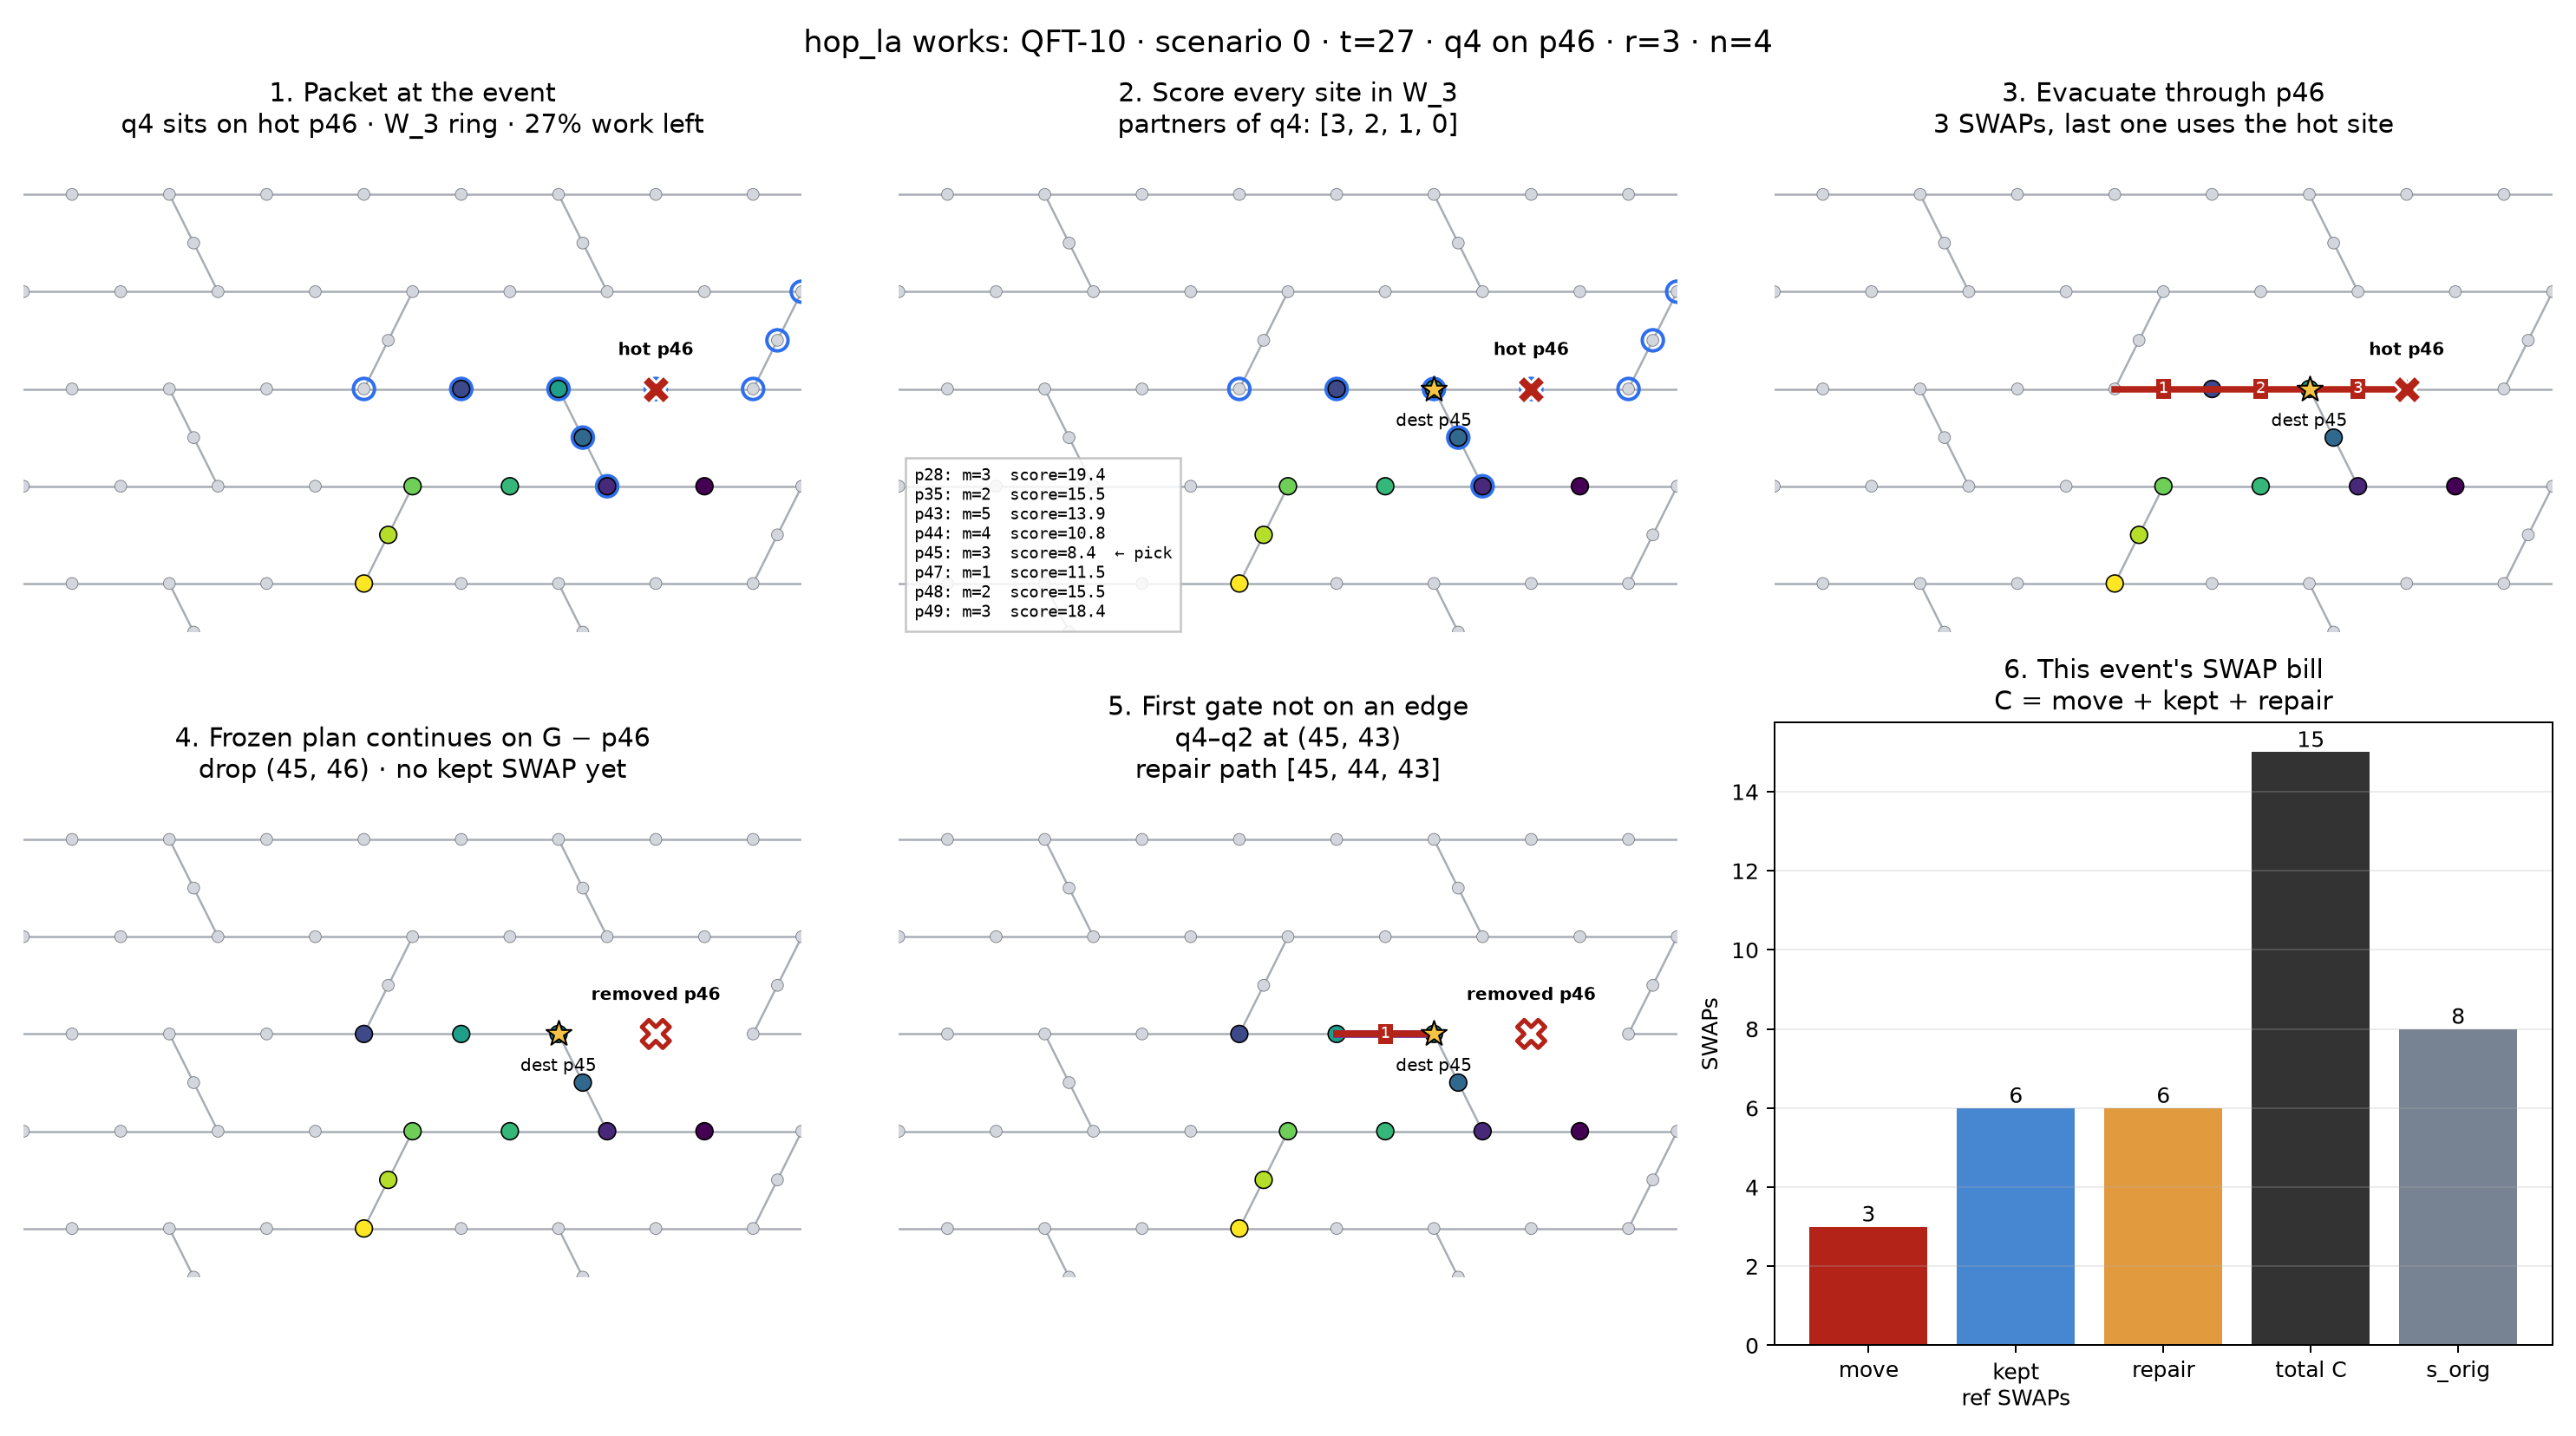 hop_la works: QFT-10 · scenario 0 · t=27 · q4 on p46 · r=3 · n=4
1. Packet at the event
q4 sits on hot p46 · W_3 ring · 27% work left
hot p46
2. Score every site in W_3
partners of q4: [3, 2, 1, 0]
hot p46
dest p45
p28: m=3 score=19.4
p35: m=2 score=15.5
p43: m=5 score=13.9
p44: m=4 score=10.8
p45: m=3 score=8.4 ← pick
p47: m=1 score=11.5
p48: m=2 score=15.5
p49: m=3 score=18.4
3. Evacuate through p46
3 SWAPs, last one uses the hot site
hot p46
1 2 3
dest p45
4. Frozen plan continues on G − p46
drop (45, 46) · no kept SWAP yet
removed p46
dest p45
5. First gate not on an edge
q4–q2 at (45, 43)
repair path [45, 44, 43]
removed p46
1
dest p45
6. This event's SWAP bill
C = move + kept + repair
SWAPs
14
12
10
8
6
4
2
0
3
6
6
15
8
move
kept
ref SWAPs
repair
total C
s_orig